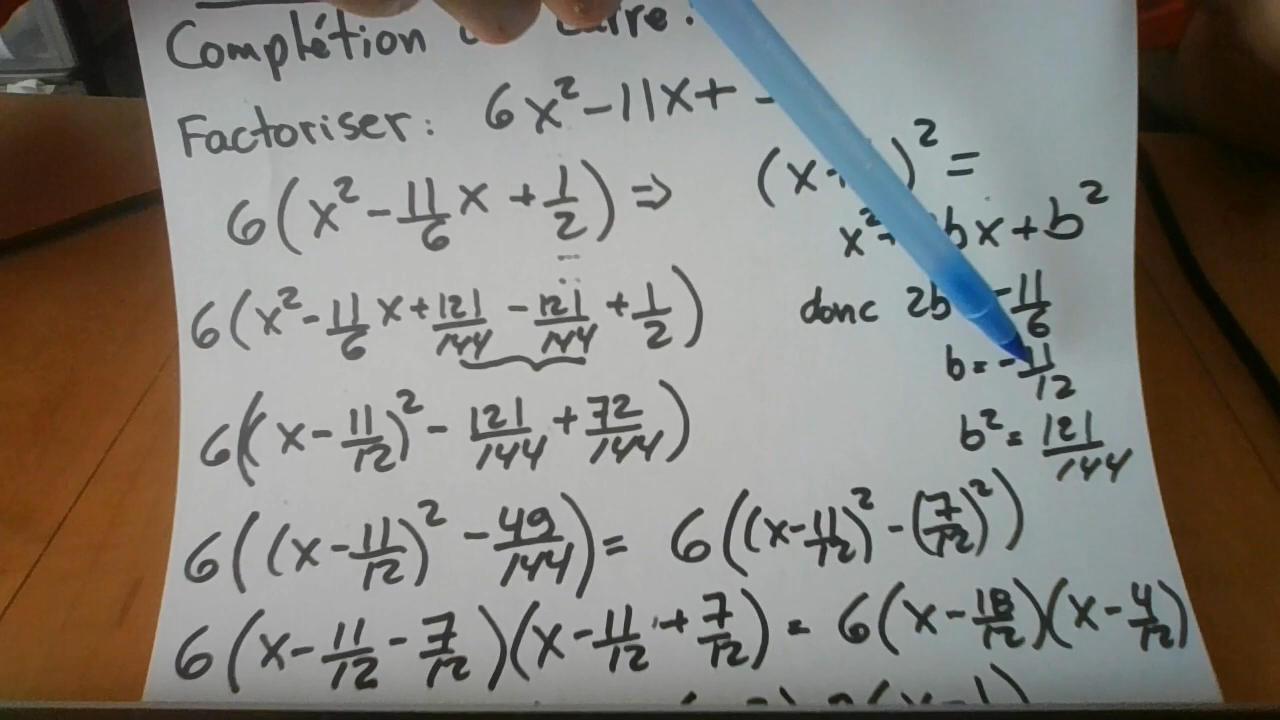 Complétion
Factoriser: 6x² - 11x +
6(x² - 11/6 x + 1/2) ⇒ (x + )² =
x² + bx + b²
6(x² - 11/6 x + 121/144 - 121/144 + 1/2)
donc 2b - 11/6
b = - 11/12
b² = 121/144
6((x - 11/12)² - 121/144 + 72/144)
6((x - 11/12)² - 49/144) = 6((x - 11/12)² - (7/12)²)
6(x - 11/12 - 7/12)(x - 11/12 + 7/12) = 6(x - 18/12)(x - 4/12)